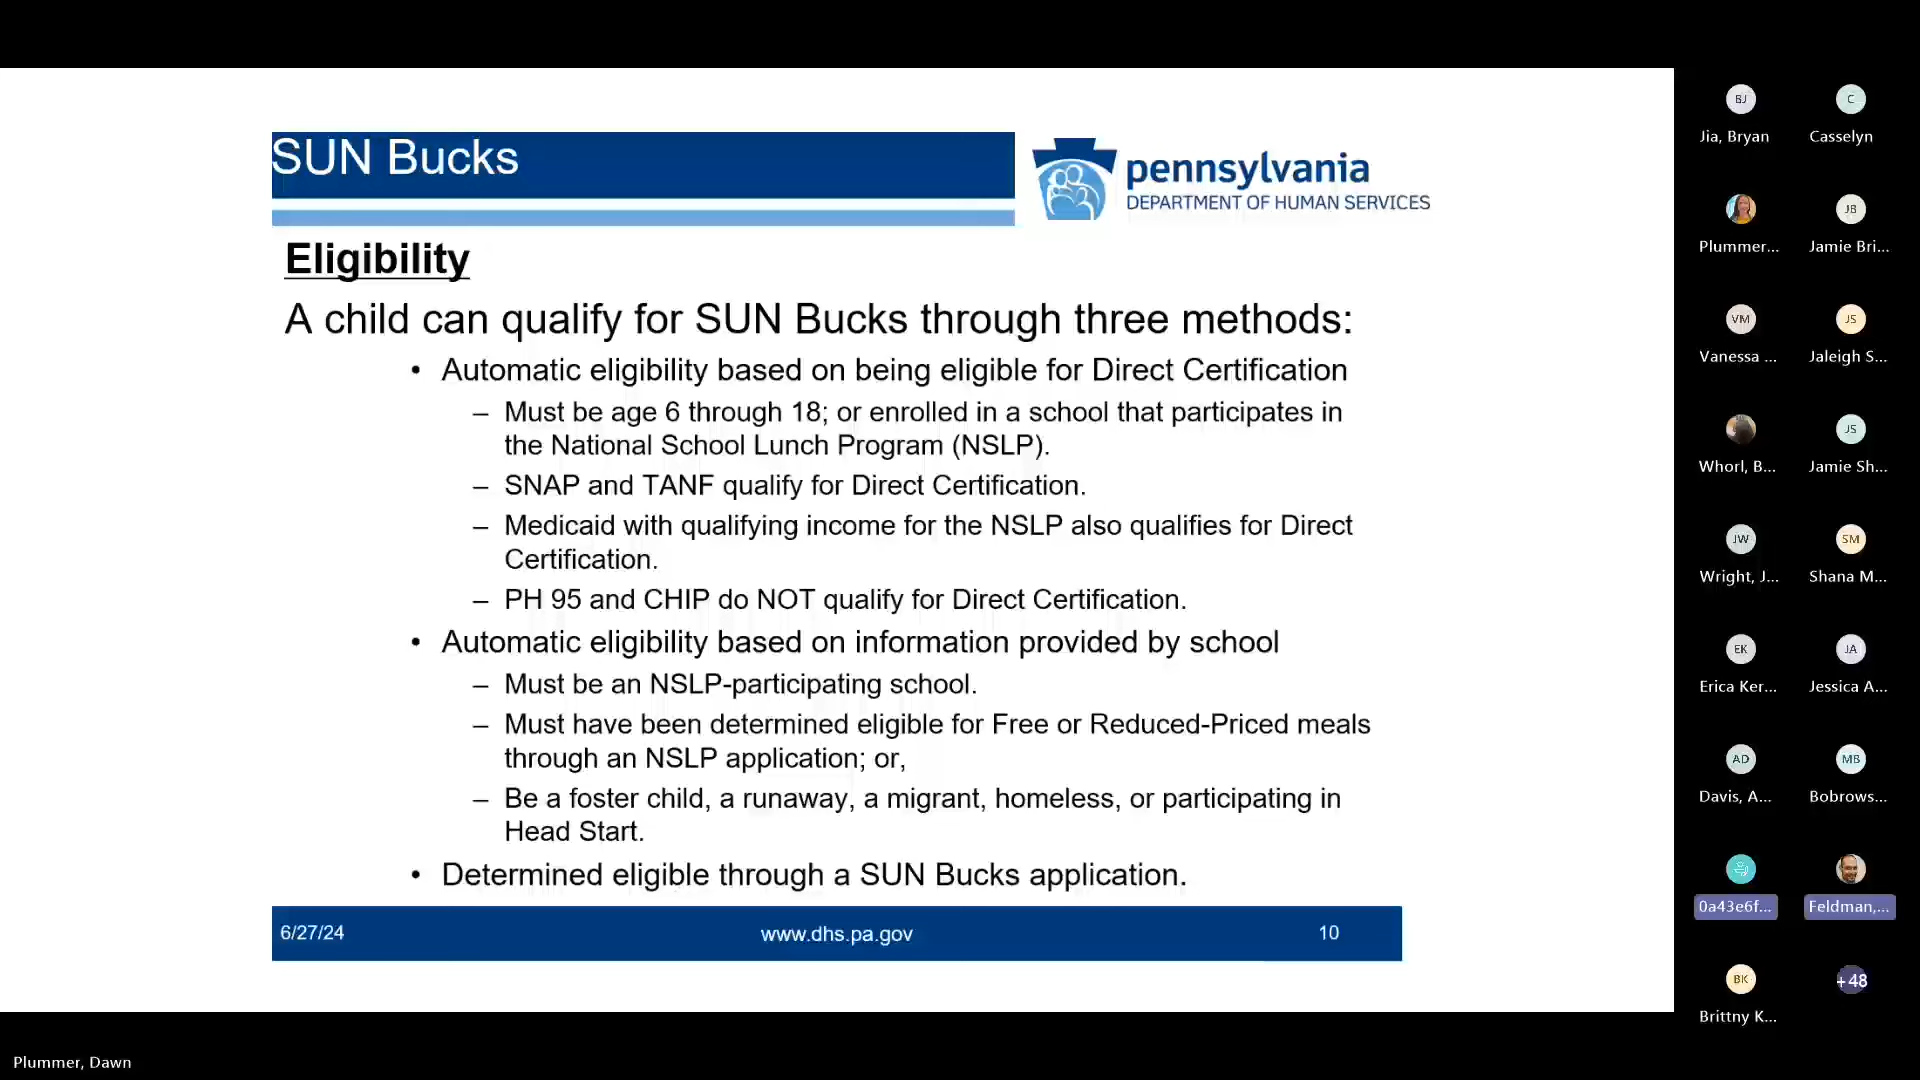 SUN Bucks
pennsylvania
DEPARTMENT OF HUMAN SERVICES
Eligibility
A child can qualify for SUN Bucks through three methods:
• Automatic eligibility based on being eligible for Direct Certification
– Must be age 6 through 18; or enrolled in a school that participates in
the National School Lunch Program (NSLP).
– SNAP and TANF qualify for Direct Certification.
– Medicaid with qualifying income for the NSLP also qualifies for Direct
Certification.
– PH 95 and CHIP do NOT qualify for Direct Certification.
• Automatic eligibility based on information provided by school
– Must be an NSLP-participating school.
– Must have been determined eligible for Free or Reduced-Priced meals
through an NSLP application; or,
– Be a foster child, a runaway, a migrant, homeless, or participating in
Head Start.
• Determined eligible through a SUN Bucks application.
6/27/24
www.dhs.pa.gov
10
BJ
C
Jia, Bryan
Casselyn
JB
Plummer...
Jamie Bri...
VM
JS
Vanessa ...
Jaleigh S...
JS
Whorl, B...
Jamie Sh...
JW
SM
Wright, J...
Shana M...
EK
JA
Erica Ker...
Jessica A...
AD
MB
Davis, A...
Bobrows...
0a43e6f...
Feldman,...
BK
+48
Brittny K...
Plummer, Dawn